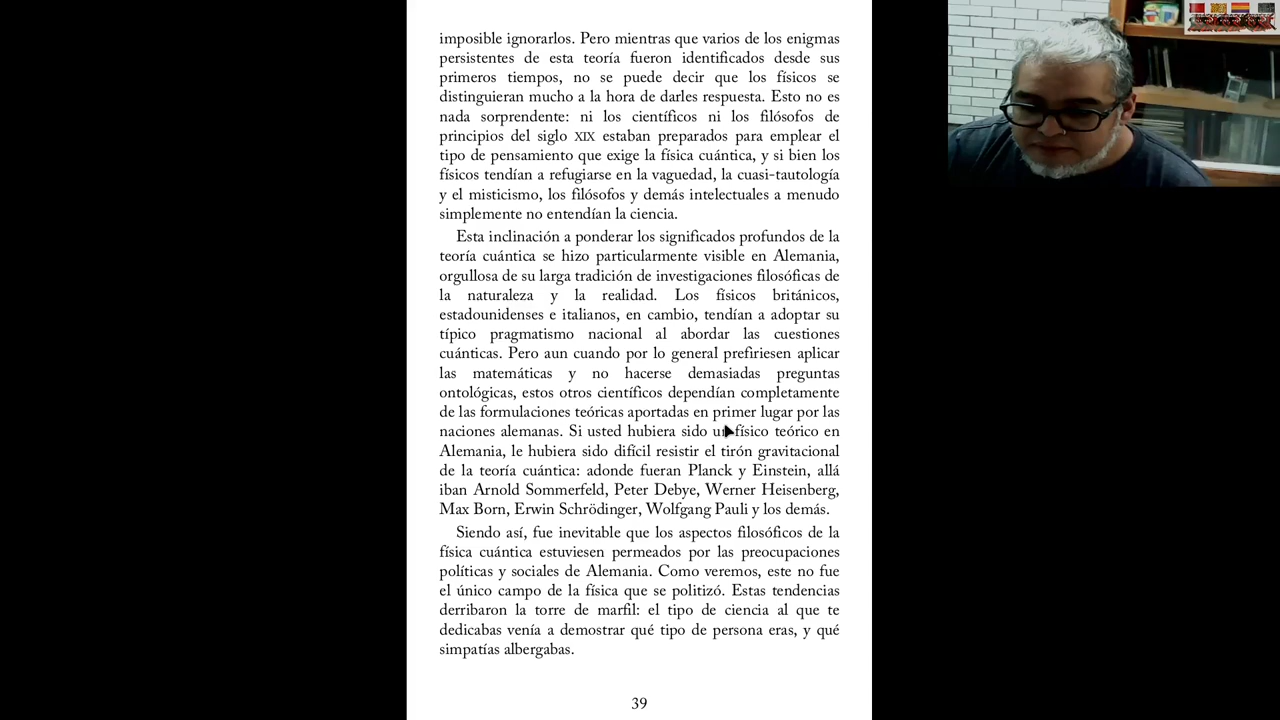 imposible ignorarlos. Pero mientras que varios de los enigmas
persistentes de esta teoría fueron identificados desde sus
primeros tiempos, no se puede decir que los físicos se
distinguieran mucho a la hora de darles respuesta. Esto no es
nada sorprendente: ni los científicos ni los filósofos de
principios del siglo XIX estaban preparados para emplear el
tipo de pensamiento que exige la física cuántica, y si bien los
físicos tendían a refugiarse en la vaguedad, la cuasi-tautología
y el misticismo, los filósofos y demás intelectuales a menudo
simplemente no entendían la ciencia.
Esta inclinación a ponderar los significados profundos de la
teoría cuántica se hizo particularmente visible en Alemania,
orgullosa de su larga tradición de investigaciones filosóficas de
la naturaleza y la realidad. Los físicos británicos,
estadounidenses e italianos, en cambio, tendían a adoptar su
típico pragmatismo nacional al abordar las cuestiones
cuánticas. Pero aun cuando por lo general prefiriesen aplicar
las matemáticas y no hacerse demasiadas preguntas
ontológicas, estos otros científicos dependían completamente
de las formulaciones teóricas aportadas en primer lugar por las
naciones alemanas. Si usted hubiera sido un físico teórico en
Alemania, le hubiera sido difícil resistir el tirón gravitacional
de la teoría cuántica: adonde fueran Planck y Einstein, allá
iban Arnold Sommerfeld, Peter Debye, Werner Heisenberg,
Max Born, Erwin Schrödinger, Wolfgang Pauli y los demás.
Siendo así, fue inevitable que los aspectos filosóficos de la
física cuántica estuviesen permeados por las preocupaciones
políticas y sociales de Alemania. Como veremos, este no fue
el único campo de la física que se politizó. Estas tendencias
derribaron la torre de marfil: el tipo de ciencia al que te
dedicabas venía a demostrar qué tipo de persona eras, y qué
simpatías albergabas.
39